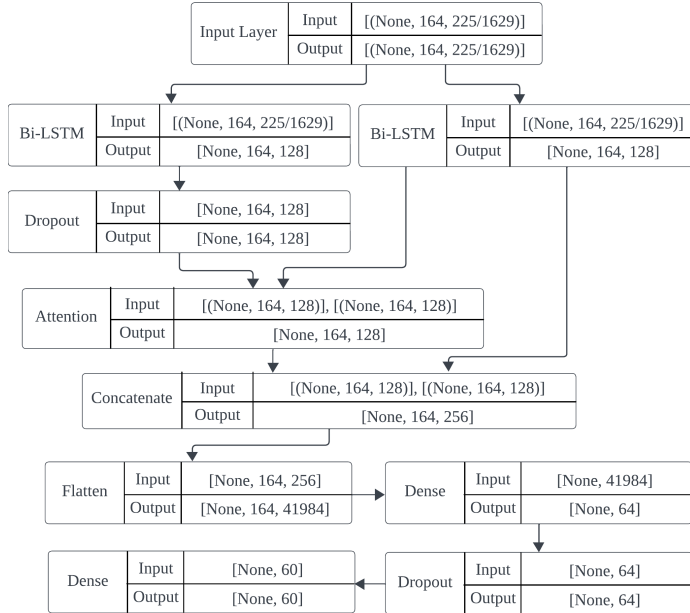 Input Layer
Input
[(None, 164, 225/1629)]
Output
[(None, 164, 225/1629)]
Bi-LSTM
Input
[(None, 164, 225/1629)]
Output
[None, 164, 128]
Bi-LSTM
Input
[(None, 164, 225/1629)]
Output
[None, 164, 128]
Dropout
Input
[None, 164, 128]
Output
[None, 164, 128]
Attention
Input
[(None, 164, 128)], [(None, 164, 128)]
Output
[None, 164, 128]
Concatenate
Input
[(None, 164, 128)], [(None, 164, 128)]
Output
[None, 164, 256]
Flatten
Input
[None, 164, 256]
Output
[None, 164, 41984]
Dense
Input
[None, 41984]
Output
[None, 64]
Dense
Input
[None, 60]
Output
[None, 60]
Dropout
Input
[None, 64]
Output
[None, 64]